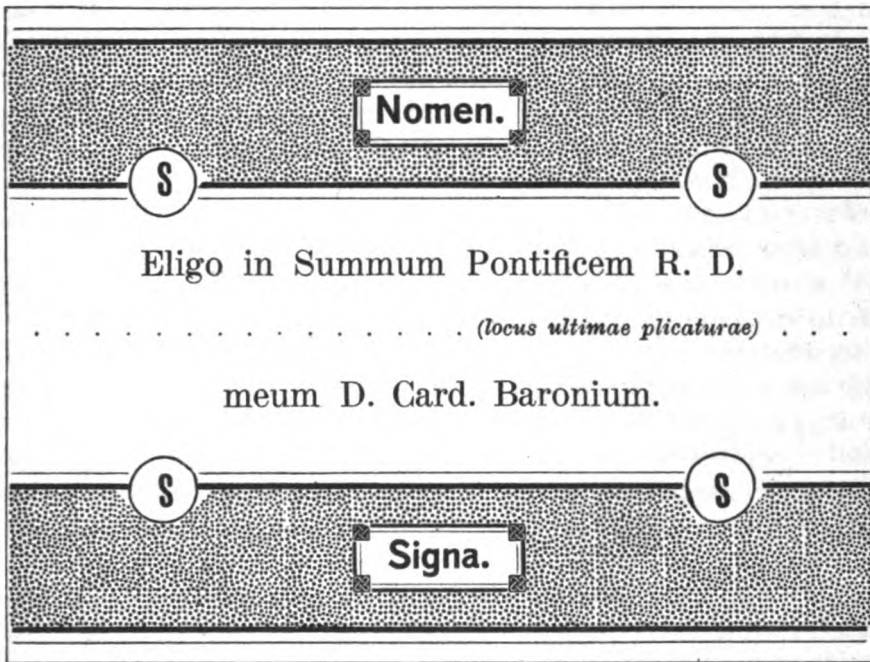 Nomen.
S S
Eligo in Summum Pontificem R. D.
. . . . . . . . . . . . . . . . (locus ultimae plicaturae) . . .
meum D. Card. Baronium.
S S
Signa.